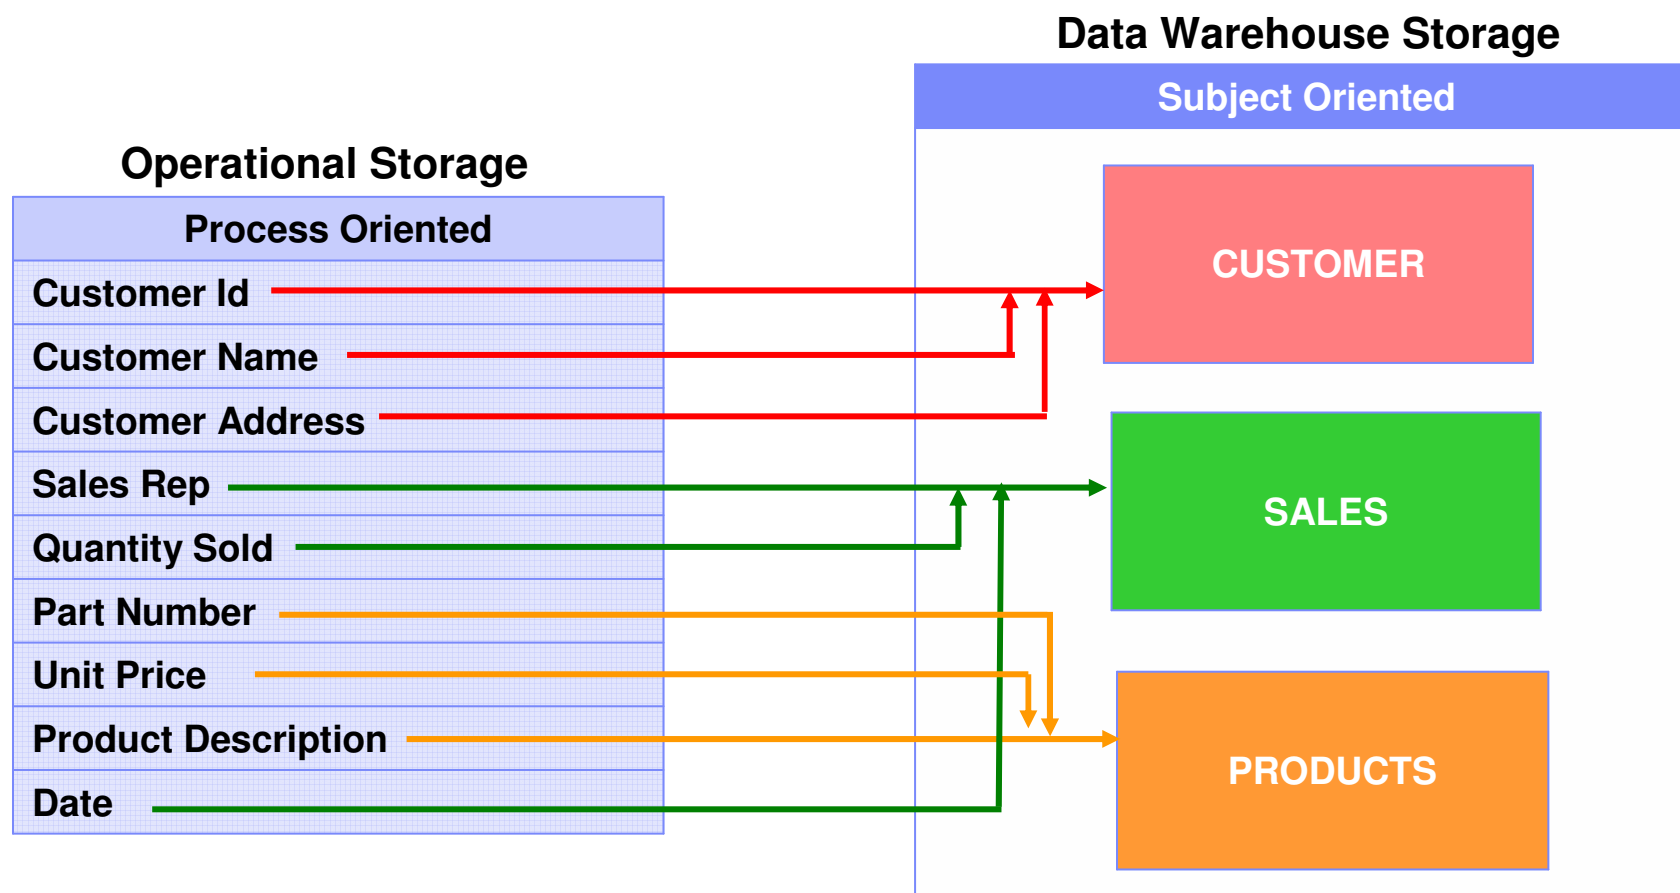 Data Warehouse Storage
Subject Oriented
Operational Storage
Process Oriented
Customer Id
Customer Name
Customer Address
Sales Rep
Quantity Sold
Part Number
Unit Price
Product Description
Date
CUSTOMER
SALES
PRODUCTS